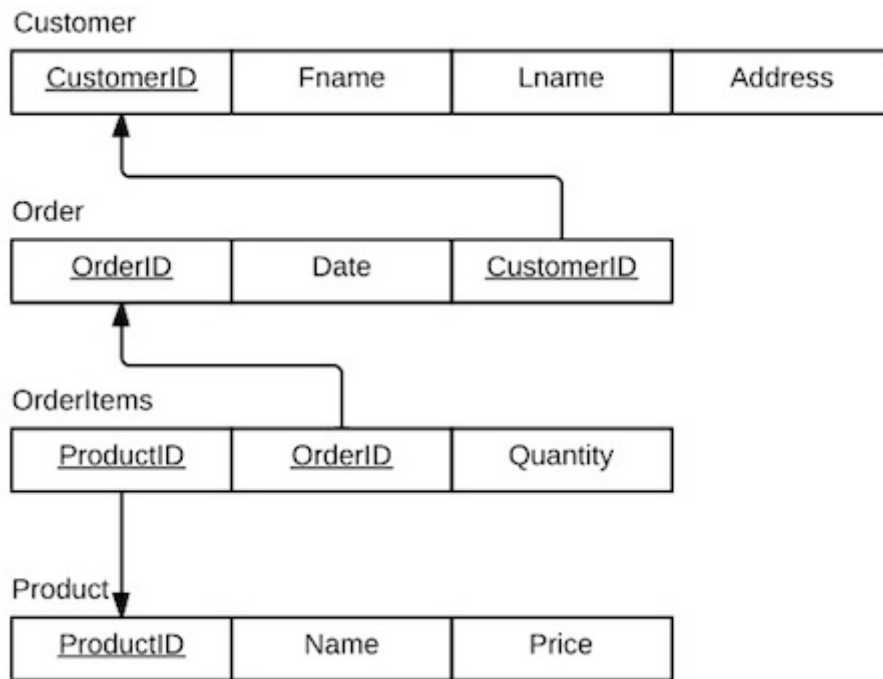 Customer
CustomerID Fname Lname Address
Order
OrderID Date CustomerID
OrderItems
ProductID OrderID Quantity
Product
ProductID Name Price